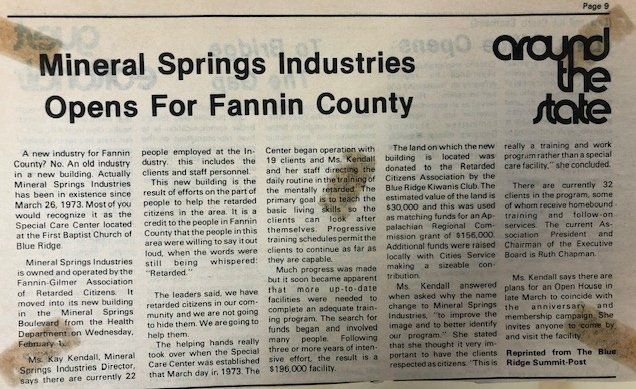 Page 9
Mineral Springs Industries
Opens For Fannin County
around
the
state
A new industry for Fannin
County? No. An old industry
in a new building. Actually
Mineral Springs Industries
has been in existence since
March 26, 1973. Most of you
would recognize it as the
Special Care Center located
at the First Baptist Church of
Blue Ridge.
Mineral Springs Industries
is owned and operated by the
Fannin-Gilmer Association
of Retarded Citizens. It
moved into its new building
in the Mineral Springs
Boulevard from the Health
Department on Wednesday,
February
Ms. Kay Kendall, Mineral
Springs Industries Director,
says there are currently 22
people employed at the In-
dustry. this includes the
clients and staff personnel.
This new building is the
result of efforts on the part of
people to help the retarded
citizens in the area. It is a
credit to the people in Fannin
County that the people in this
area were willing to say it out
loud, when the words were
still being whispered:
"Retarded."
The leaders said, we have
retarded citizens in our com-
munity and we are not going
to hide them. We are going to
help them.
The helping hands really
took over when the Special
Care Center was established
that March day in 1973. The
Center began operation with
19 clients and Ms. Kendall
and her staff directing the
daily routine in the training of
the mentally retarded. The
primary goal is to teach the
basic living skills so the
clients can look after
themselves. Progressive
training schedules permit the
clients to continue as far as
they are capable.
Much progress was made
but it soon became apparent
that more up-to-date
facilities were needed to
complete an adequate train-
ing program. The search for
funds began and involved
many people. Following
three or more years of inten-
sive effort, the result is a
$196,000 facility.
The land on which the new
building is located was
donated to the Retarded
Citizens Association by the
Blue Ridge Kiwanis Club. The
estimated value of the land is
$30,000 and this was used
as matching funds for an Ap-
palachian Regional Com-
mission grant of $156,000.
Additional funds were raised
locally with Cities Service
making a sizeable con-
tribution.
Ms. Kendall answered
when asked why the name
change to Mineral Springs
Industries, "to improve the
image and to better identify
our program." She stated
that she thought it very im-
portant to have the clients
respected as citizens. "This is
really a training and work
program rather than a special
care facility," she concluded.
There are currently 32
clients in the program, some
of whom receive homebound
training and follow-on
services. The current As-
sociation President and
Chairman of the Executive
Board is Ruth Chapman.
Ms. Kendall says there are
plans for an Open House in
late March to coincide with
the anniversary and
membership campaign. She
invites anyone to come by
and visit the facility.
Reprinted from The Blue
Ridge Summit-Post